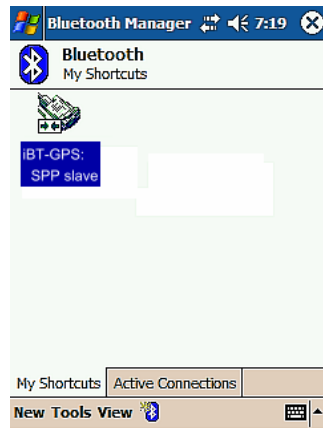 Bluetooth Manager 7:19
Bluetooth
My Shortcuts
iBT-GPS:
SPP slave
My Shortcuts Active Connections
New Tools View